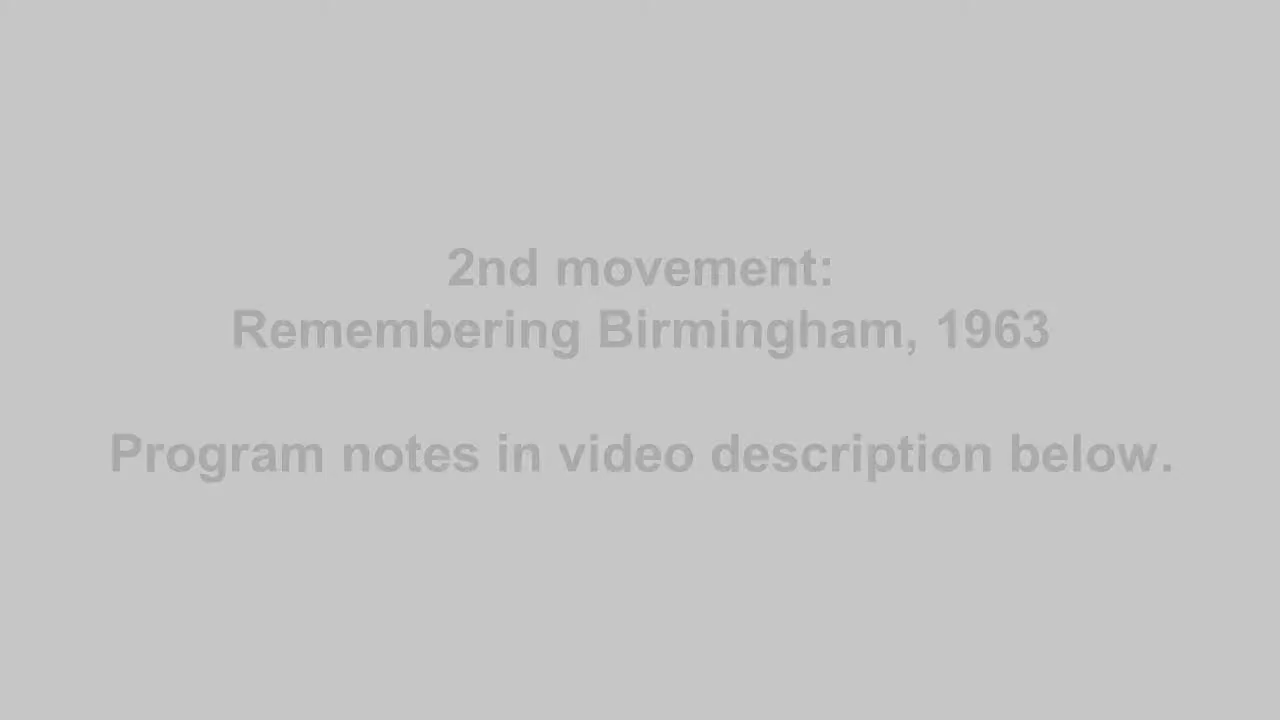 2nd movement:
Remembering Birmingham, 1963
Program notes in video description below.